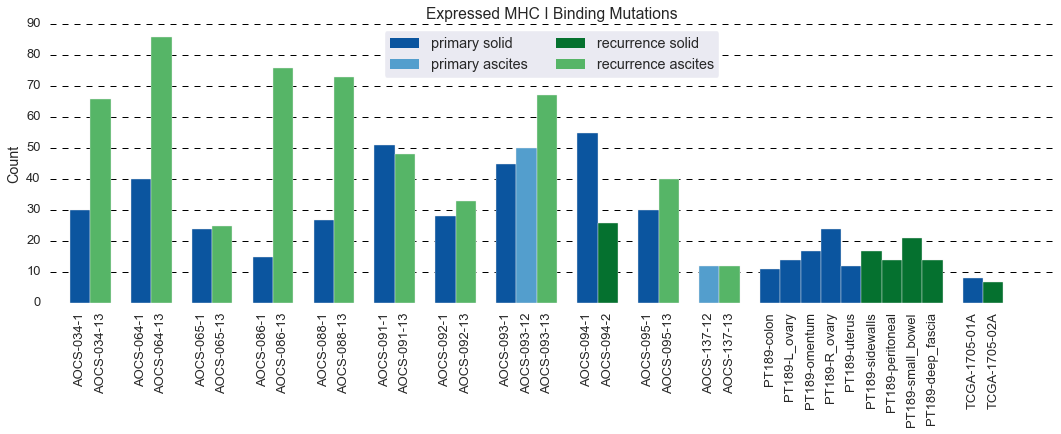 Expressed MHC I Binding Mutations
primary solid
primary ascites
recurrence solid
recurrence ascites
Count
90
80
70
60
50
40
30
20
10
0
AOCS-034-1
AOCS-034-13
AOCS-064-1
AOCS-064-13
AOCS-065-1
AOCS-065-13
AOCS-086-1
AOCS-086-13
AOCS-088-1
AOCS-088-13
AOCS-091-1
AOCS-091-13
AOCS-092-1
AOCS-092-13
AOCS-093-1
AOCS-093-12
AOCS-093-13
AOCS-094-1
AOCS-094-2
AOCS-095-1
AOCS-095-13
AOCS-137-12
AOCS-137-13
PT189-colon
PT189-L_ovary
PT189-omentum
PT189-R_ovary
PT189-uterus
PT189-sidewalls
PT189-peritoneal
PT189-small_bowel
PT189-deep_fascia
TCGA-1705-01A
TCGA-1705-02A